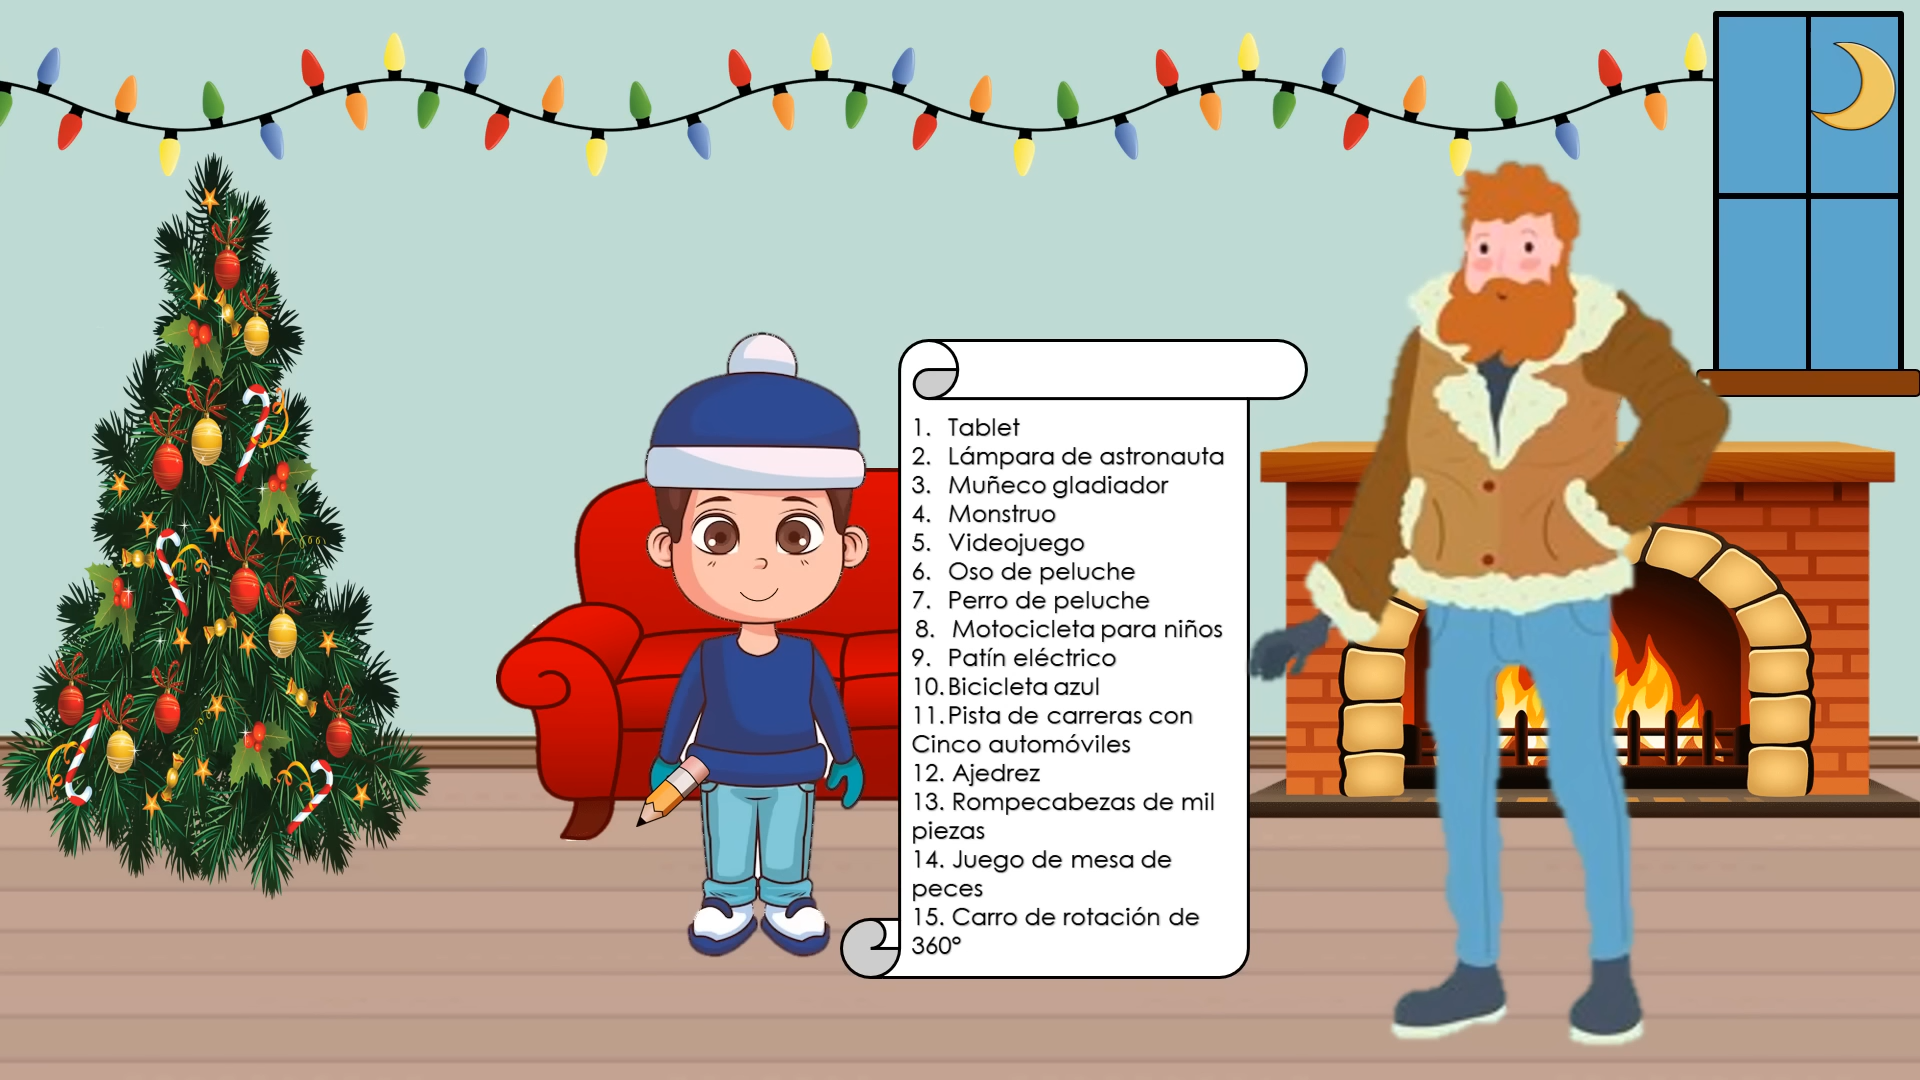 1. Tablet
2. Lámpara de astronauta
3. Muñeco gladiador
4. Monstruo
5. Videojuego
6. Oso de peluche
7. Perro de peluche
8. Motocicleta para niños
9. Patín eléctrico
10. Bicicleta azul
11. Pista de carreras con
Cinco automóviles
12. Ajedrez
13. Rompecabezas de mil
piezas
14. Juego de mesa de
peces
15. Carro de rotación de
360°